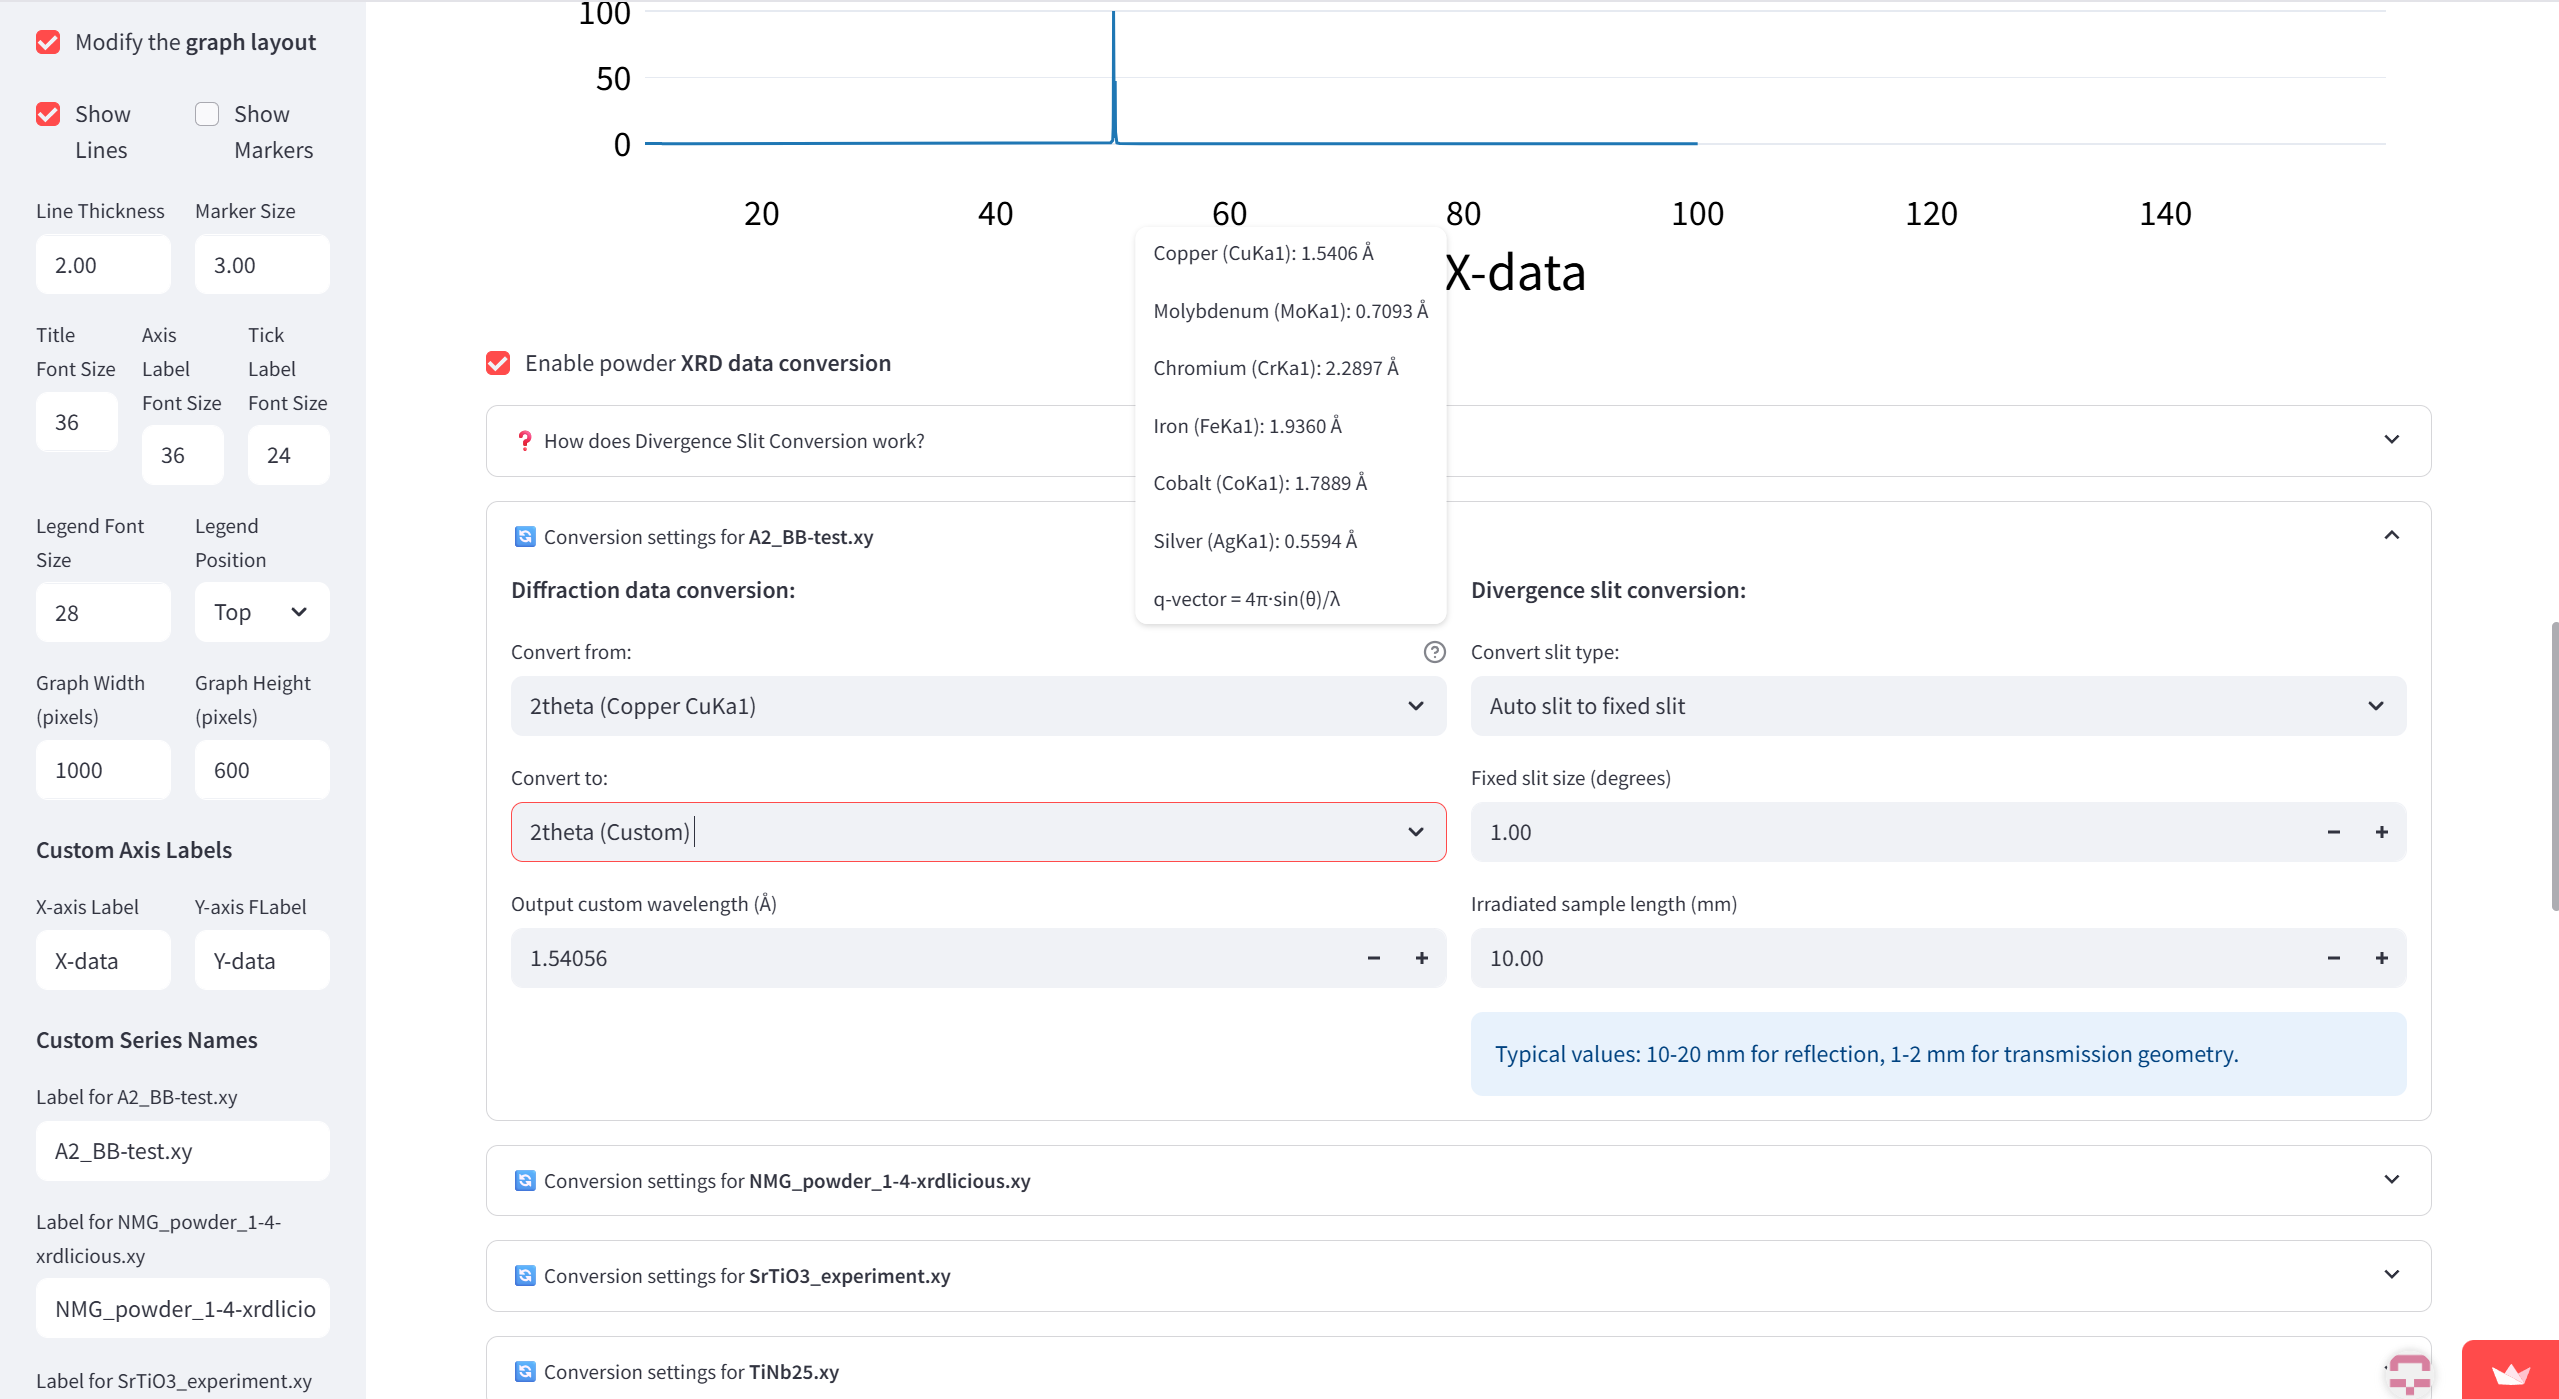 Modify the graph layout
Show Lines
Show Markers
Line Thickness
Marker Size
2.00
3.00
Title Font Size
Axis Label Font Size
Tick Label Font Size
36
36
24
Legend Font Size
Legend Position
28
Top
Graph Width (pixels)
Graph Height (pixels)
1000
600
Custom Axis Labels
X-axis Label
Y-axis FLabel
X-data
Y-data
Custom Series Names
Label for A2_BB-test.xy
A2_BB-test.xy
Label for NMG_powder_1-4-
xrdlicious.xy
NMG_powder_1-4-xrdlicio
Label for SrTiO3_experiment.xy
100
50
0
20 40 60 80 100 120 140
X-data
Copper (CuKa1): 1.5406 Å
Molybdenum (MoKa1): 0.7093 Å
Chromium (CrKa1): 2.2897 Å
Iron (FeKa1): 1.9360 Å
Cobalt (CoKa1): 1.7889 Å
Silver (AgKa1): 0.5594 Å
q-vector = 4π·sin(θ)/λ
Enable powder XRD data conversion
❓ How does Divergence Slit Conversion work?
🔄 Conversion settings for A2_BB-test.xy
Diffraction data conversion:
Convert from:
2theta (Copper CuKa1)
Convert to:
2theta (Custom)
Output custom wavelength (Å)
1.54056 − +
Divergence slit conversion:
Convert slit type:
Auto slit to fixed slit
Fixed slit size (degrees)
1.00 − +
Irradiated sample length (mm)
10.00 − +
Typical values: 10-20 mm for reflection, 1-2 mm for transmission geometry.
🔄 Conversion settings for NMG_powder_1-4-xrdlicious.xy
🔄 Conversion settings for SrTiO3_experiment.xy
🔄 Conversion settings for TiNb25.xy